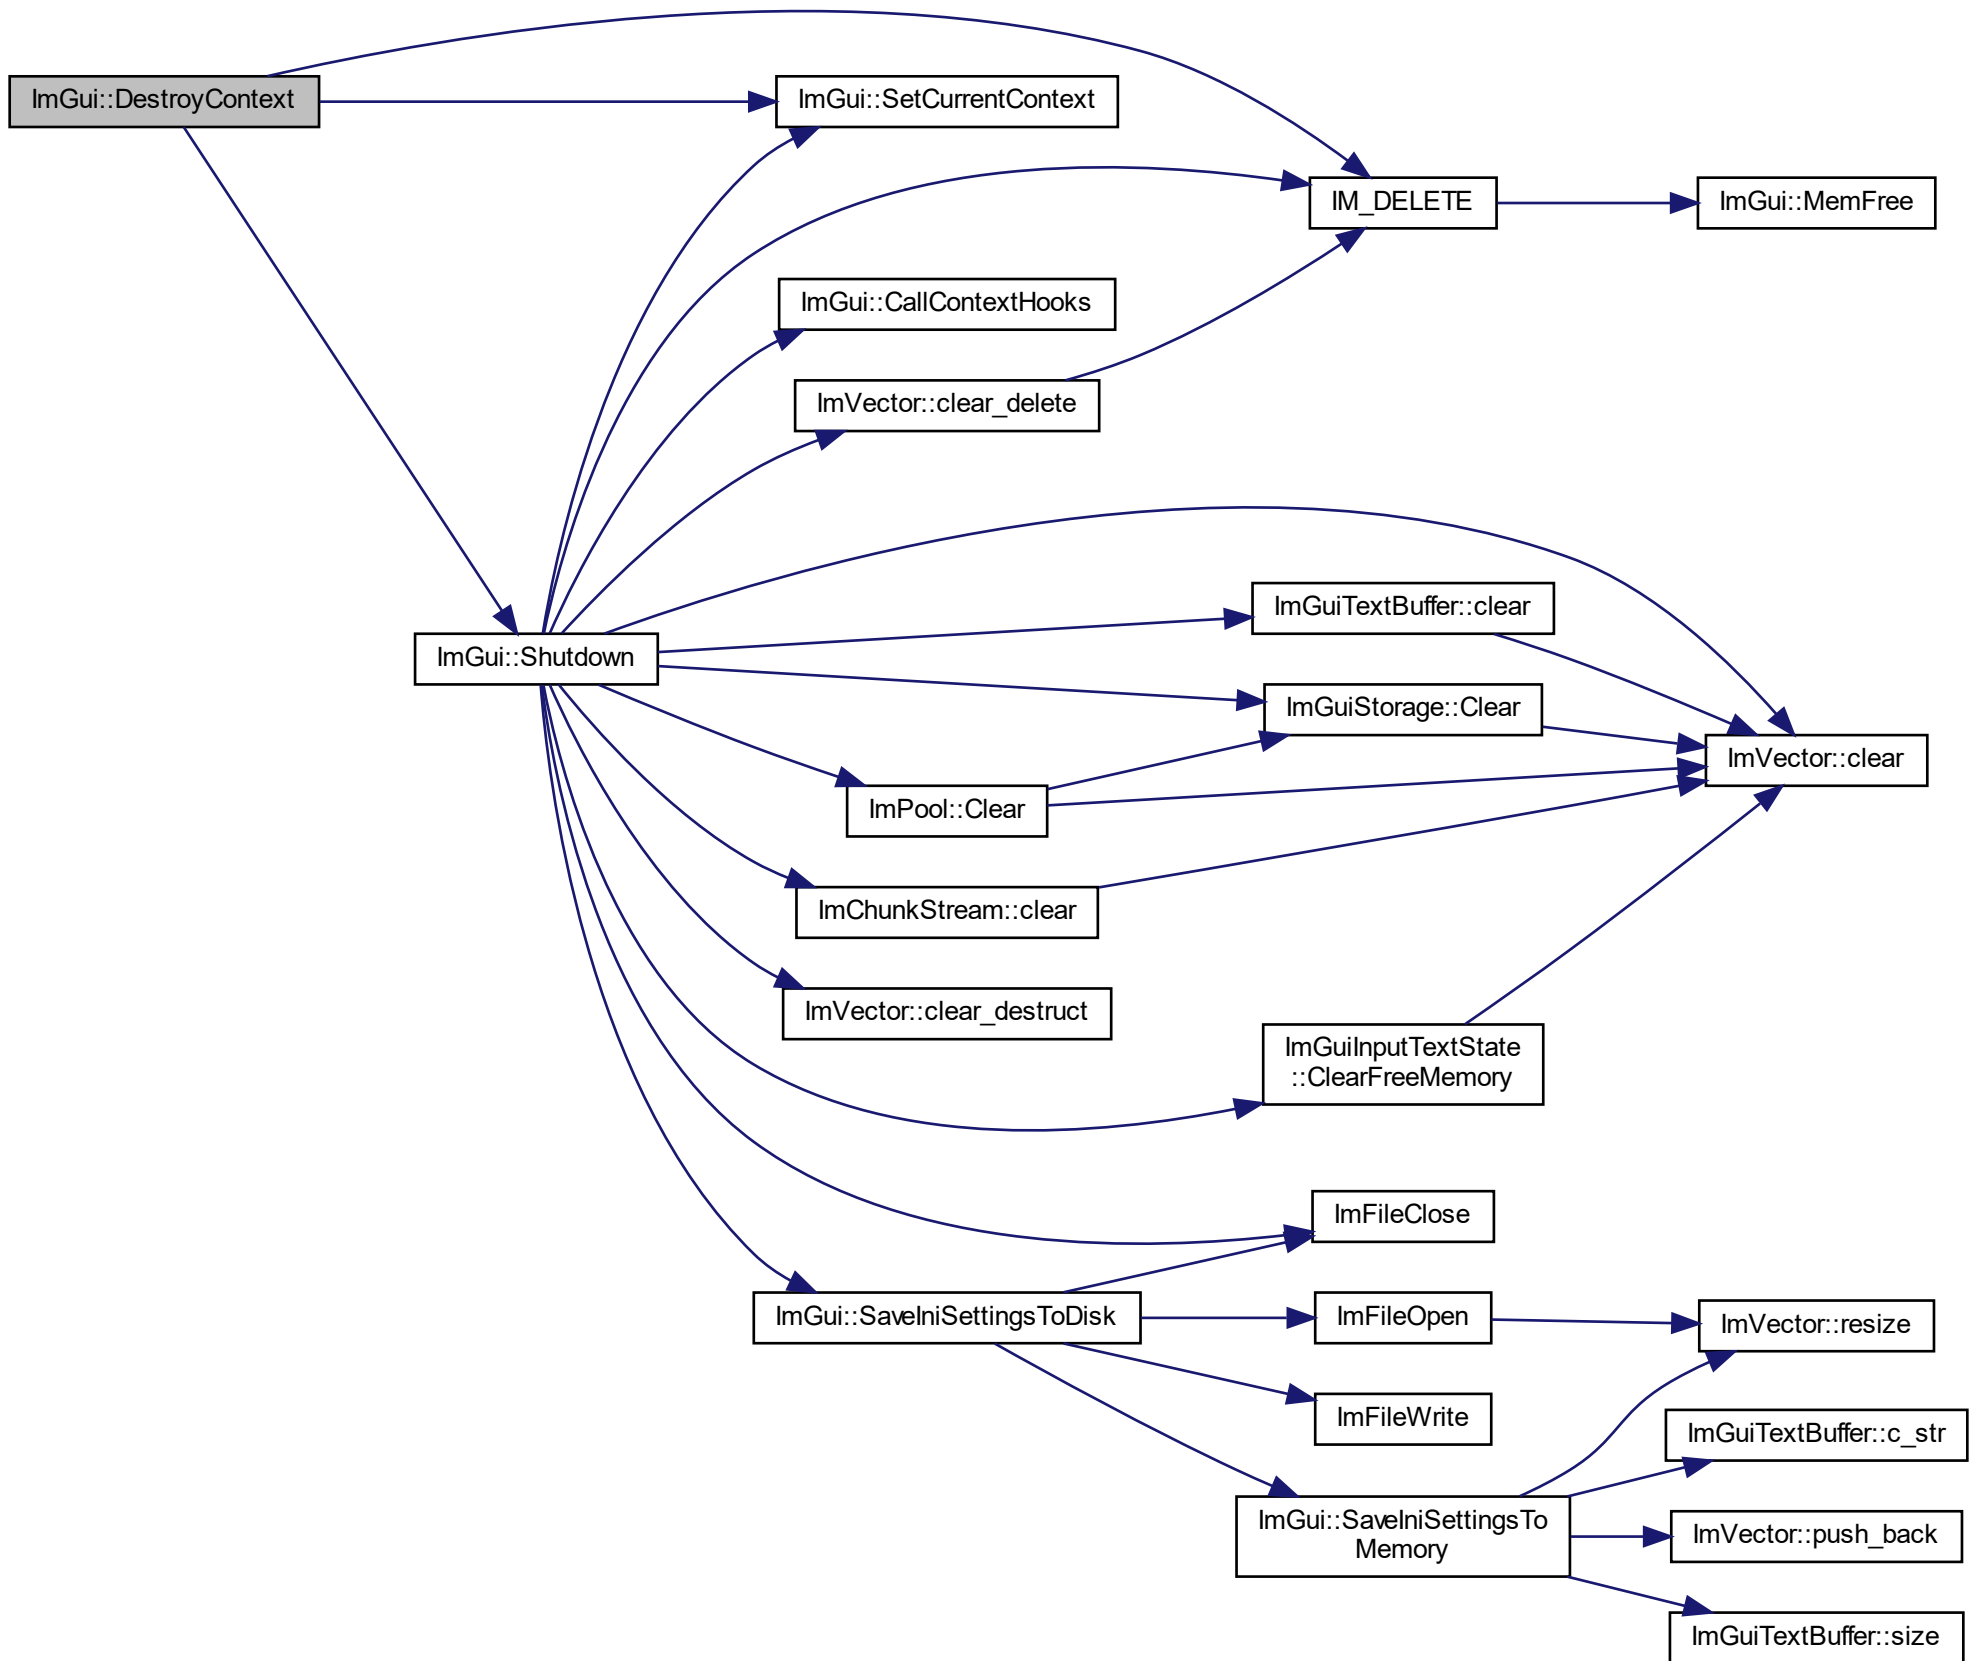 ImGui::DestroyContext
ImGui::SetCurrentContext
IM_DELETE
ImGui::MemFree
ImGui::CallContextHooks
ImVector::clear_delete
ImGuiTextBuffer::clear
ImGui::Shutdown
ImGuiStorage::Clear
ImVector::clear
ImPool::Clear
ImChunkStream::clear
ImVector::clear_destruct
ImGuiInputTextState
::ClearFreeMemory
ImFileClose
ImGui::SaveIniSettingsToDisk
ImFileOpen
ImVector::resize
ImFileWrite
ImGuiTextBuffer::c_str
ImGui::SaveIniSettingsTo
Memory
ImVector::push_back
ImGuiTextBuffer::size